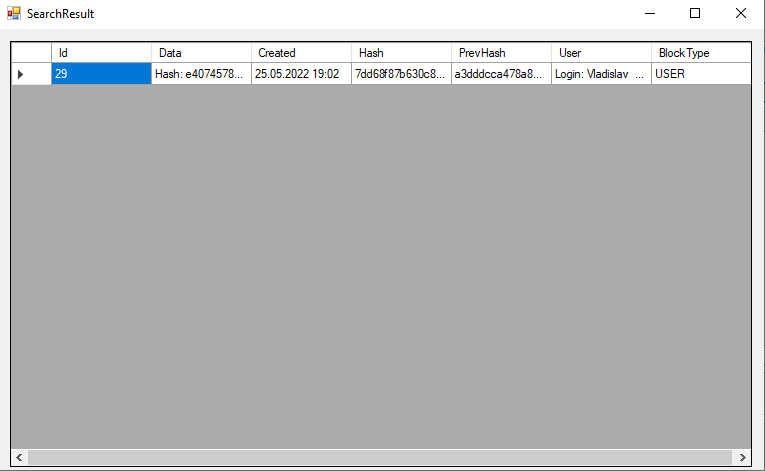 SearchResult
Id Data Created Hash PrevHash User BlockType
29 Hash: e4074578... 25.05.2022 19:02 7dd68f87b630c8... a3dddcca478a8... Login: Vladislav ... USER